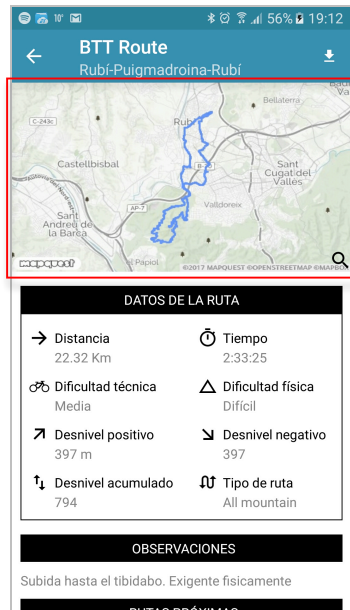 10° 56% 19:12
BTT Route
Rubí-Puigmadroina-Rubí
Bellaterra
C-243c
Rubí
Castellbisbal
Sant
Cugat del
Vallès
AP-7
Valldoreix
Sant
Andreu de
la Barca
el Papiol
mapquest
©2017 MAPQUEST ©OPENSTREETMAP ©MAPBO
DATOS DE LA RUTA
Distancia Tiempo
22.32 Km 2:33:25
Dificultad técnica Dificultad física
Media Difícil
Desnivel positivo Desnivel negativo
397 m 397
Desnivel acumulado Tipo de ruta
794 All mountain
OBSERVACIONES
Subida hasta el tibidabo. Exigente fisicamente
RUTAS PRÓXIMAS